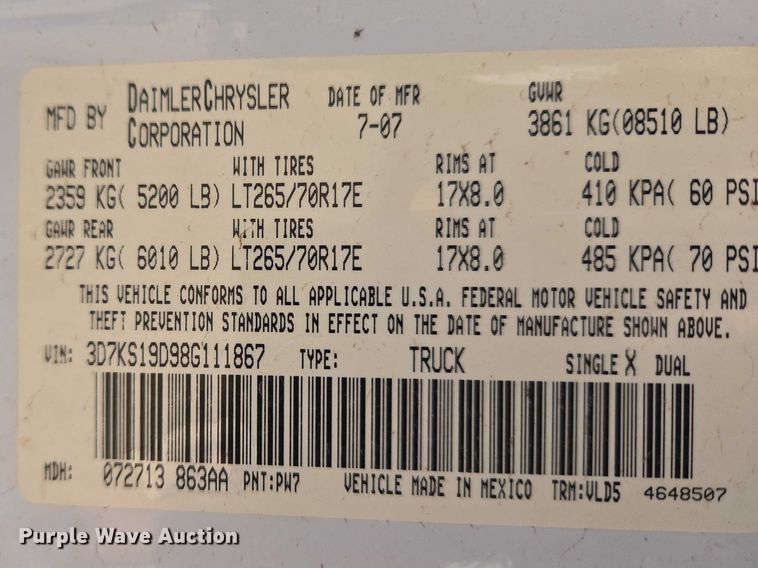 MFD BY DAIMLERCHRYSLER CORPORATION DATE OF MFR 7-07 GVWR 3861 KG(08510 LB)
GAWR FRONT WITH TIRES RIMS AT COLD
2359 KG( 5200 LB) LT265/70R17E 17X8.0 410 KPA( 60 PSI
GAWR REAR WITH TIRES RIMS AT COLD
2727 KG( 6010 LB) LT265/70R17E 17X8.0 485 KPA( 70 PSI
THIS VEHICLE CONFORMS TO ALL APPLICABLE U.S.A. FEDERAL MOTOR VEHICLE SAFETY AND
THEFT PREVENTION STANDARDS IN EFFECT ON THE DATE OF MANUFACTURE SHOWN ABOVE.
VIN: 3D7KS19D98G111867 TYPE: TRUCK SINGLE X DUAL
MDH: 072713 863AA PNT:PW7 VEHICLE MADE IN MEXICO TRM:VLD5 4648507
Purple Wave Auction